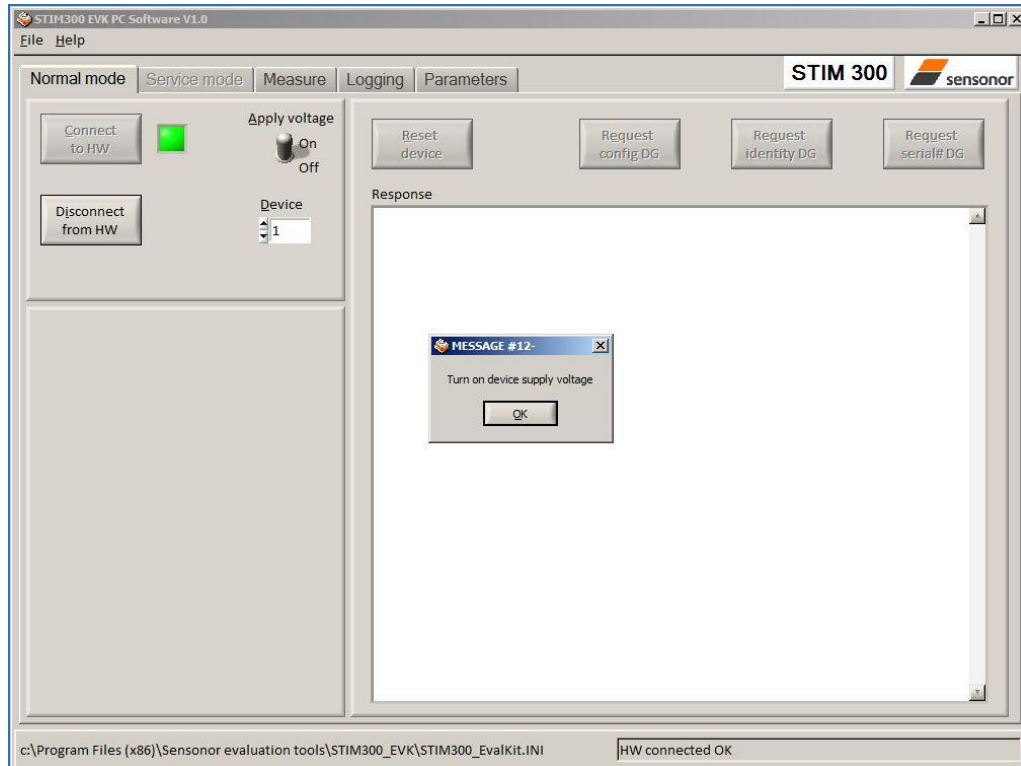 STIM300 EVK PC Software V1.0
File Help
Normal mode Service mode Measure Logging Parameters
STIM 300 sensonor
Connect
to HW
Apply voltage
On
Off
Disconnect
from HW
Device
1
Reset
device
Request
config DG
Request
identity DG
Request
serial# DG
Response
MESSAGE #12-
Turn on device supply voltage
OK
c:\Program Files (x86)\Sensonor evaluation tools\STIM300_EVK\STIM300_EvalKit.INI
HW connected OK